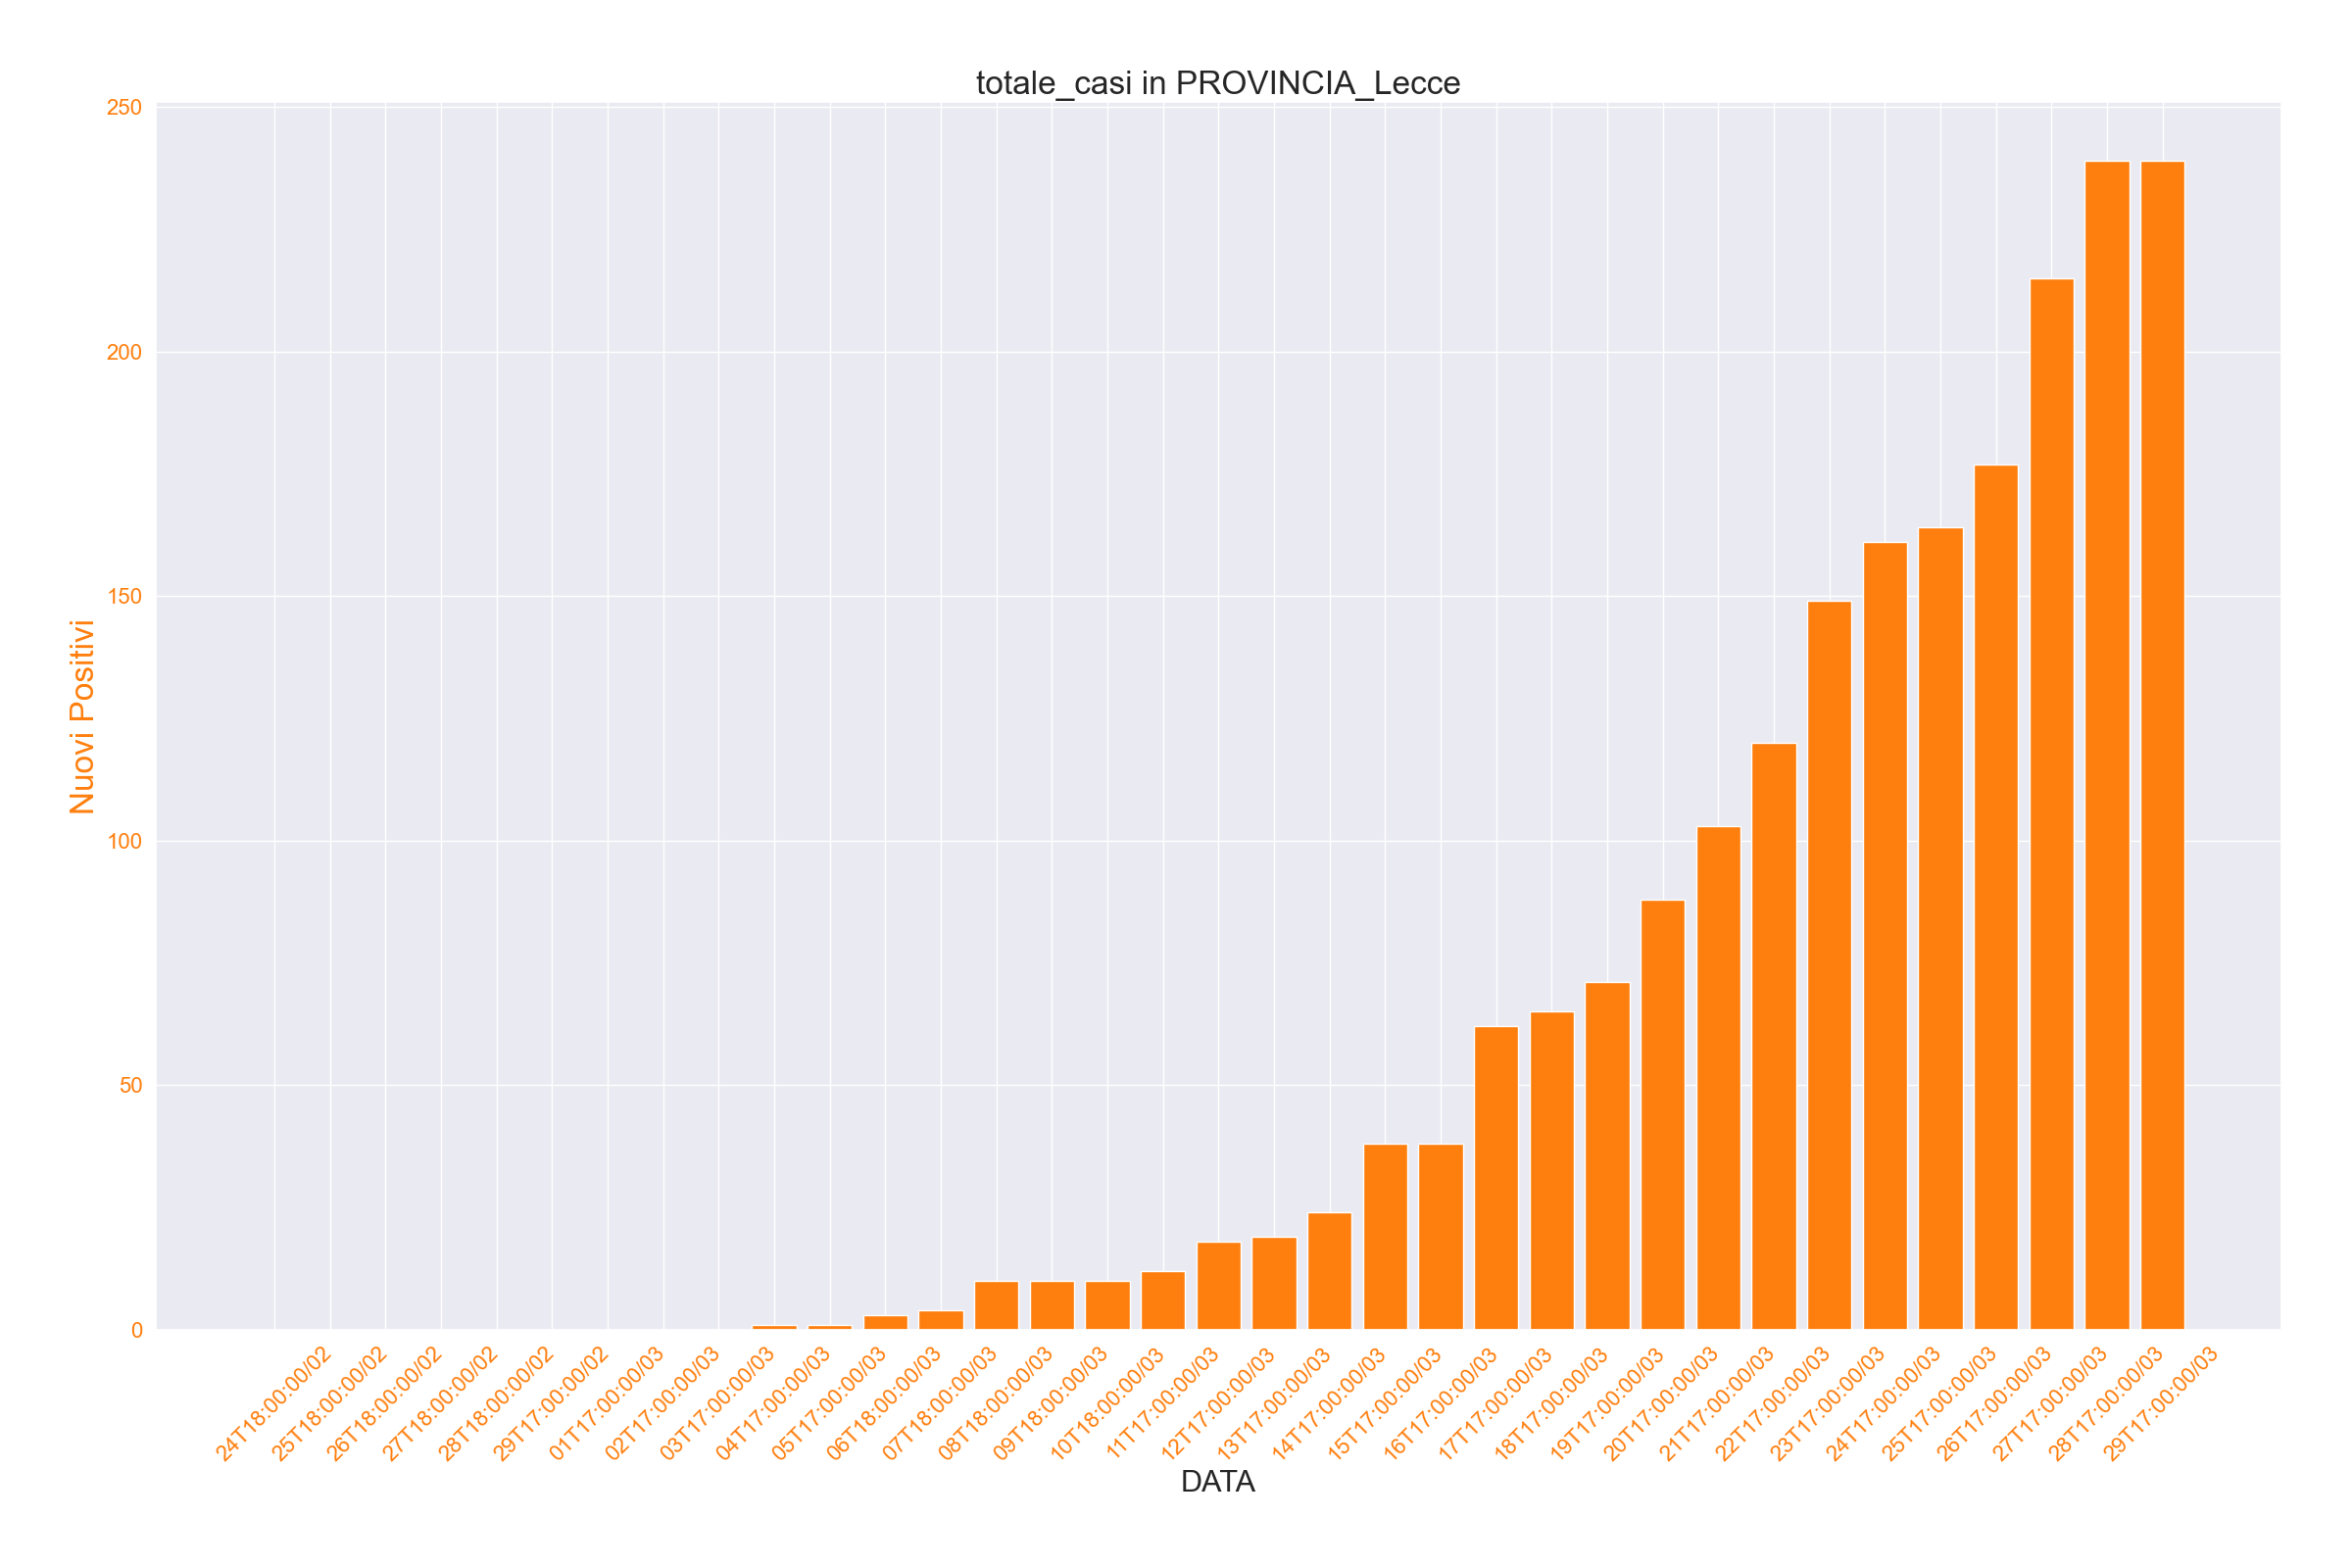 totale_casi in PROVINCIA_Lecce
250
200
150
100
50
0
Nuovi Positivi
24T18:00:00/02
25T18:00:00/02
26T18:00:00/02
27T18:00:00/02
28T18:00:00/02
29T17:00:00/02
01T17:00:00/03
02T17:00:00/03
03T17:00:00/03
04T17:00:00/03
05T17:00:00/03
06T18:00:00/03
07T18:00:00/03
08T18:00:00/03
09T18:00:00/03
10T18:00:00/03
11T17:00:00/03
12T17:00:00/03
13T17:00:00/03
14T17:00:00/03
15T17:00:00/03
16T17:00:00/03
17T17:00:00/03
18T17:00:00/03
19T17:00:00/03
20T17:00:00/03
21T17:00:00/03
22T17:00:00/03
23T17:00:00/03
24T17:00:00/03
25T17:00:00/03
26T17:00:00/03
27T17:00:00/03
28T17:00:00/03
29T17:00:00/03
DATA